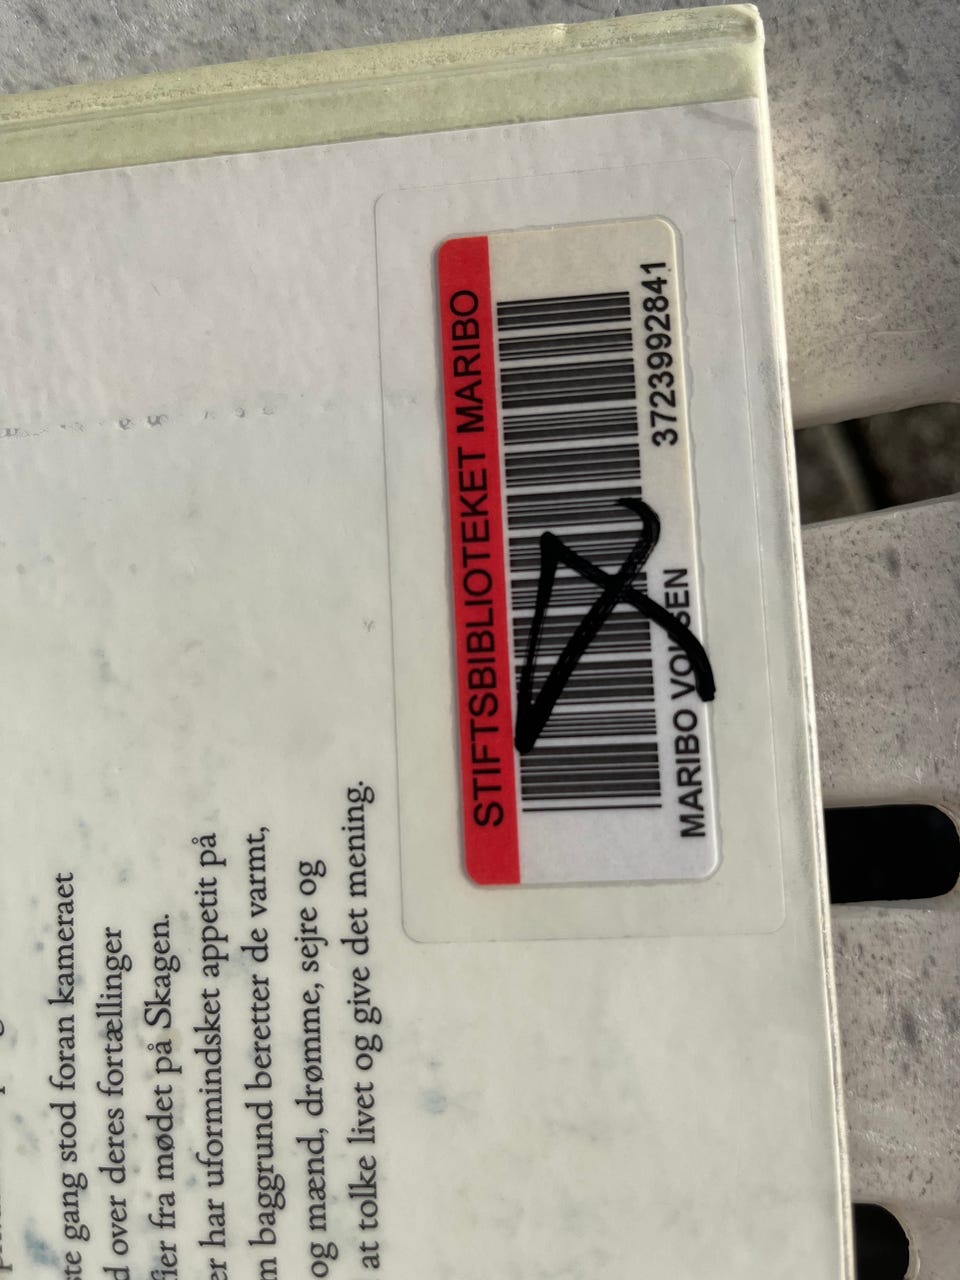 ste gang stod foran kameraet
d over deres fortællinger
fier fra mødet på Skagen.
er har uformindsket appetit på
m baggrund beretter de varmt,
og mænd, drømme, sejre og
at tolke livet og give det mening.
STIFTSBIBLIOTEKET MARIBO
3723992841
MARIBO VOKSEN